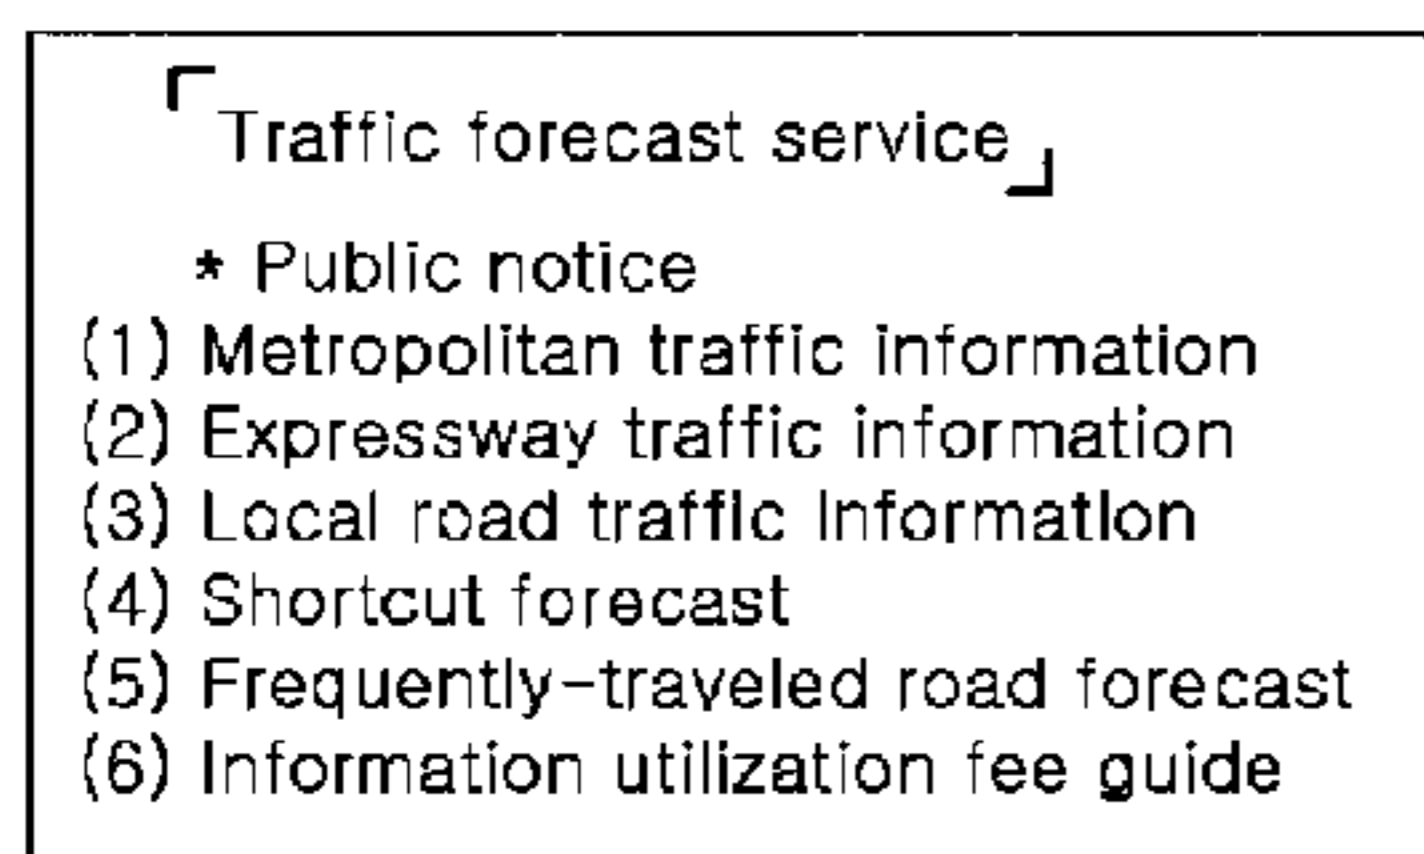 「Traffic forecast service」
* Public notice
(1) Metropolitan traffic information
(2) Expressway traffic information
(3) Local road traffic information
(4) Shortcut forecast
(5) Frequently-traveled road forecast
(6) Information utilization fee guide